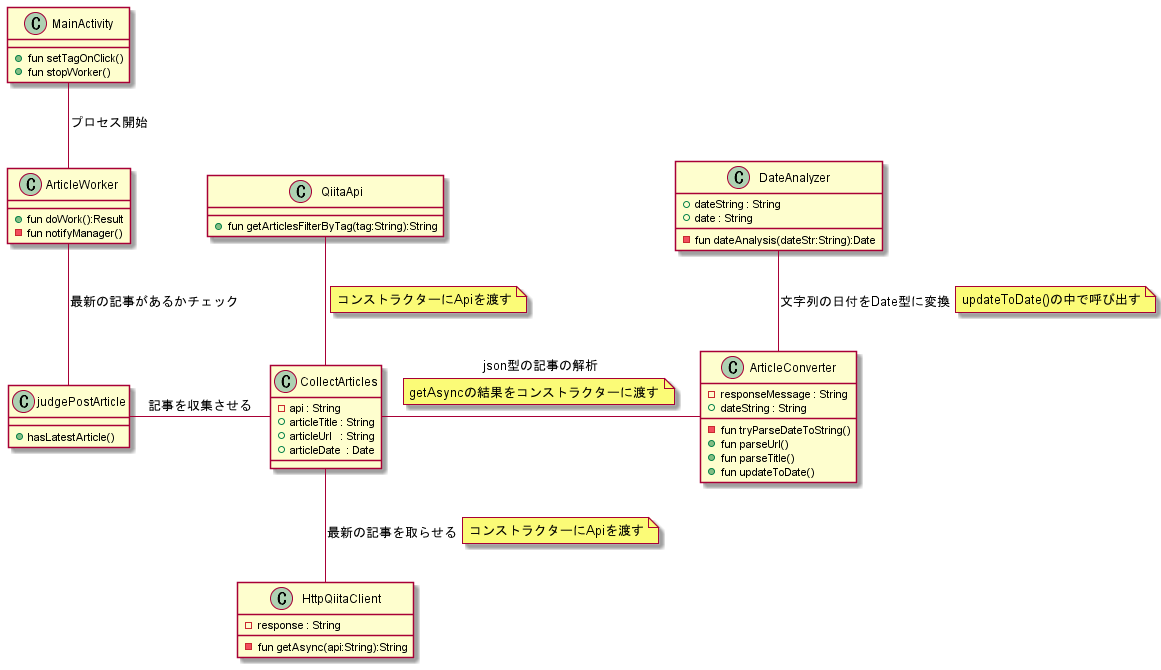 C MainActivity
fun setTagOnClick()
fun stopWorker()
プロセス開始
C ArticleWorker
fun doWork():Result
fun notifyManager()
C QiitaApi
fun getArticlesFilterByTag(tag:String):String
C DateAnalyzer
dateString : String
date : String
fun dateAnalysis(dateStr:String):Date
最新の記事があるかチェック
コンストラクターにApiを渡す
文字列の日付をDate型に変換
updateToDate()の中で呼び出す
C judgePostArticle
hasLatestArticle()
記事を収集させる
C CollectArticles
api : String
articleTitle : String
articleUrl : String
articleDate : Date
json型の記事の解析
getAsyncの結果をコンストラクターに渡す
C ArticleConverter
responseMessage : String
dateString : String
fun tryParseDateToString()
fun parseUrl()
fun parseTitle()
fun updateToDate()
最新の記事を取らせる
コンストラクターにApiを渡す
C HttpQiitaClient
response : String
fun getAsync(api:String):String